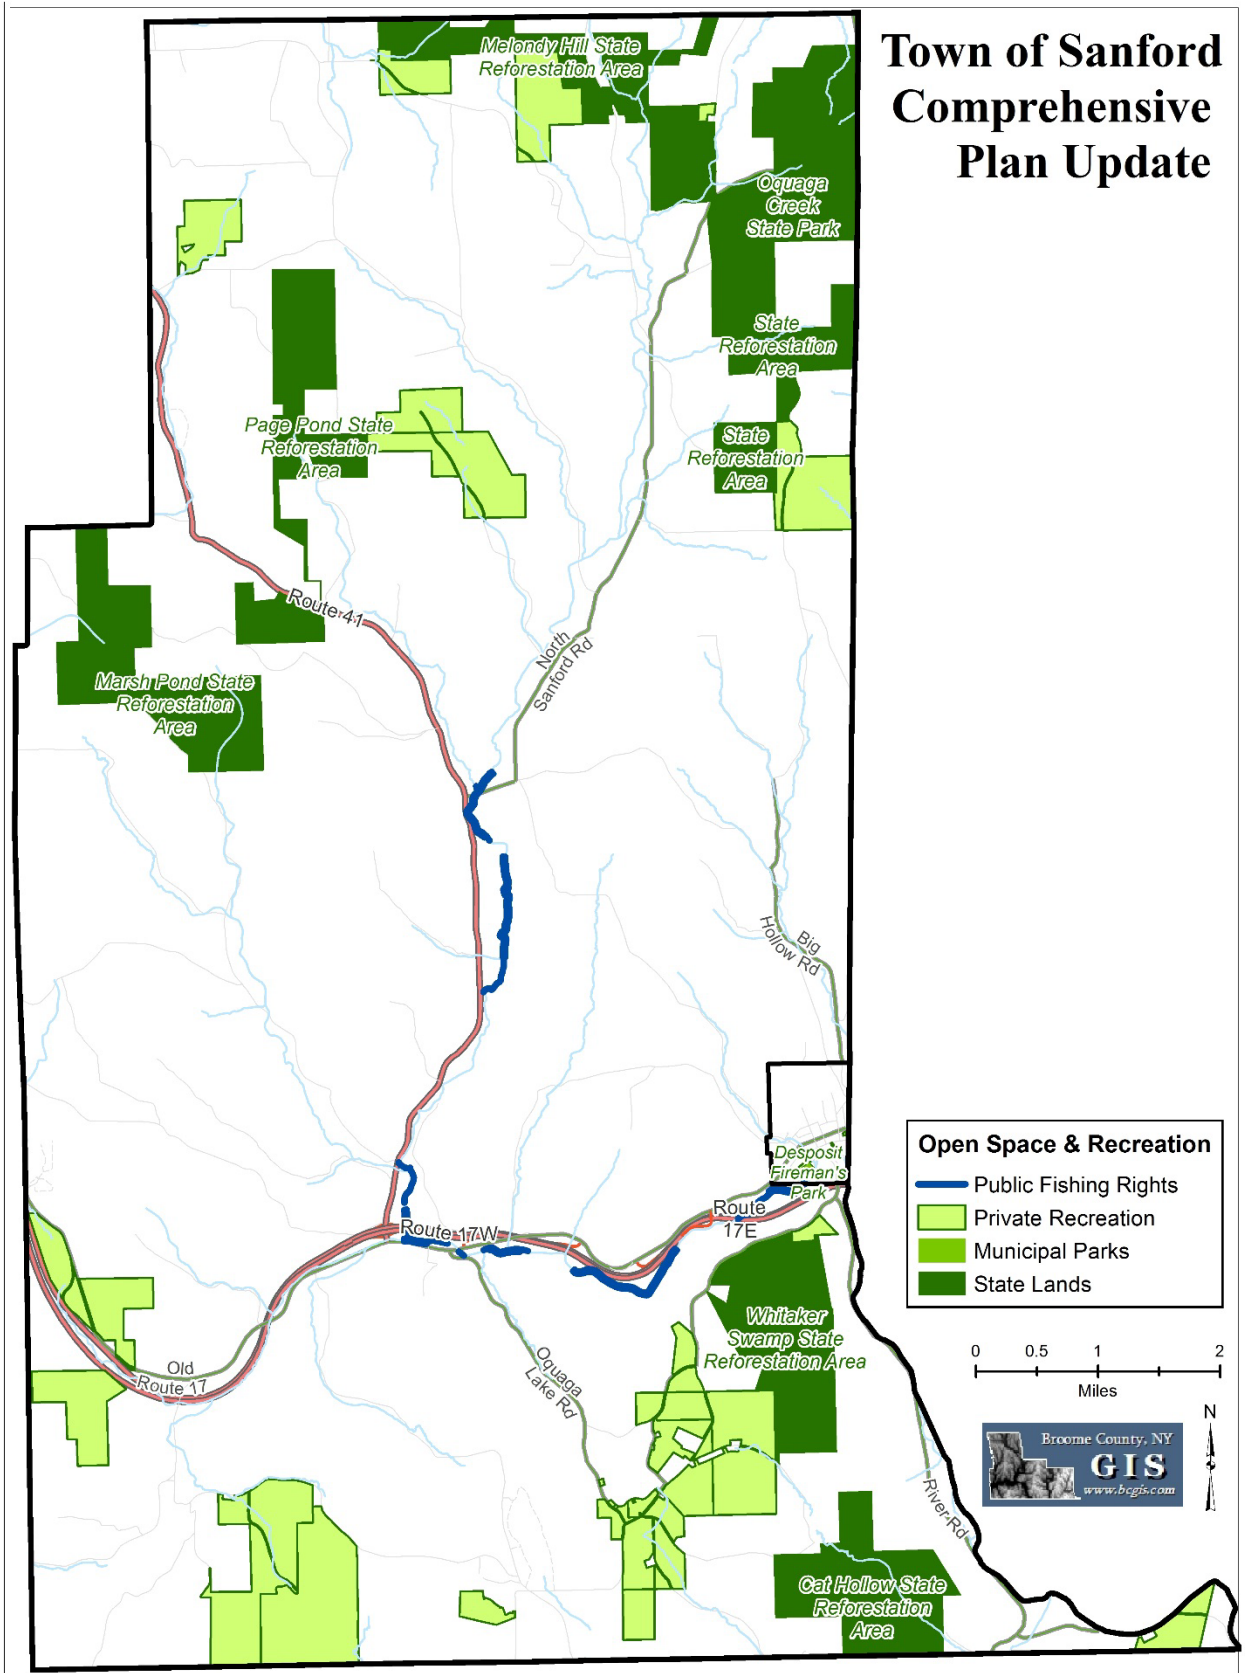 Town of Sanford
Comprehensive
Plan Update
Melondy Hill State
Reforestation Area
Oquaga
Creek
State Park
State
Reforestation
Area
Page Pond State
Reforestation
Area
State
Reforestation
Area
Route 41
North
Sanford Rd
Marsh Pond State
Reforestation
Area
Big
Hollow Rd
Desposit
Fireman's
Park
Route
17E
Route 17W
Whitaker
Swamp State
Reforestation Area
Old
Route 17
Oquaga
Lake Rd
River Rd
Cat Hollow State
Reforestation
Area
Open Space & Recreation
Public Fishing Rights
Private Recreation
Municipal Parks
State Lands
0 0.5 1 2
Miles
N
Broome County, NY
GIS
www.bcgis.com